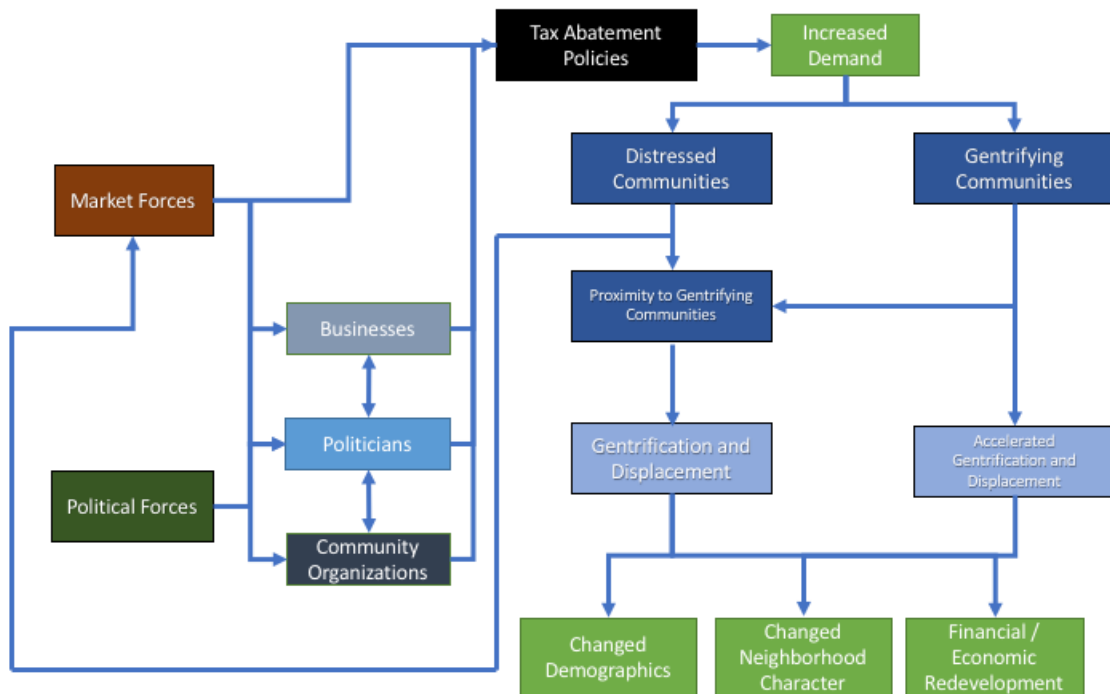 Tax Abatement
Policies
Increased
Demand
Distressed
Communities
Gentrifying
Communities
Market Forces
Proximity to Gentrifying
Communities
Businesses
Politicians
Gentrification and
Displacement
Accelerated
Gentrification and
Displacement
Political Forces
Community
Organizations
Changed
Demographics
Changed
Neighborhood
Character
Financial /
Economic
Redevelopment